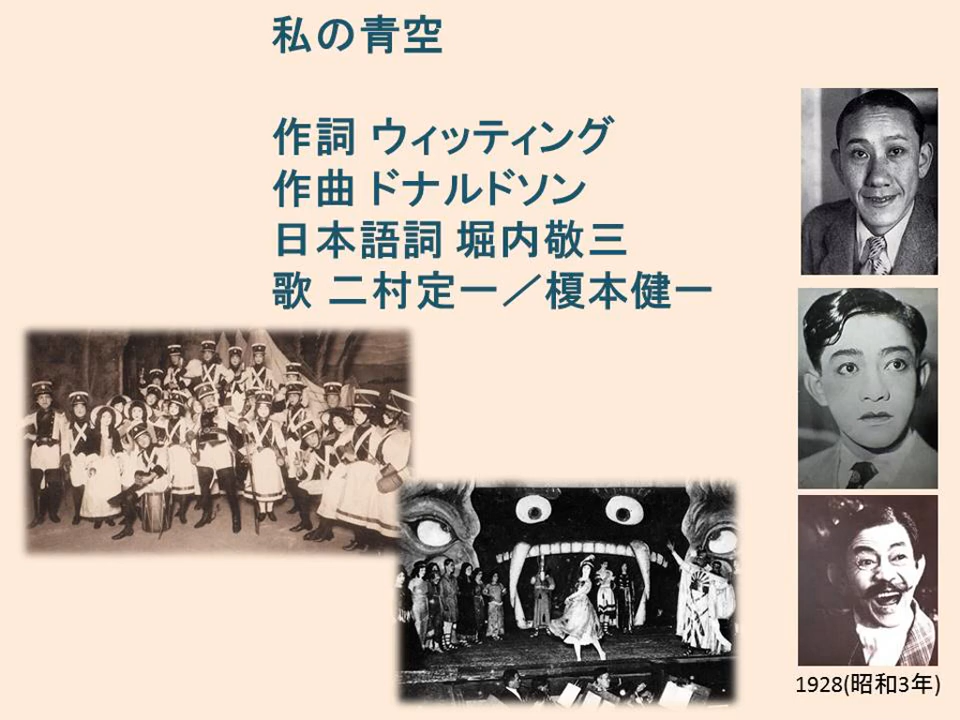 私の青空
作詞 ウィッティング
作曲 ドナルドソン
日本語詞 堀内敬三
歌 二村定一／榎本健一
1928(昭和3年)